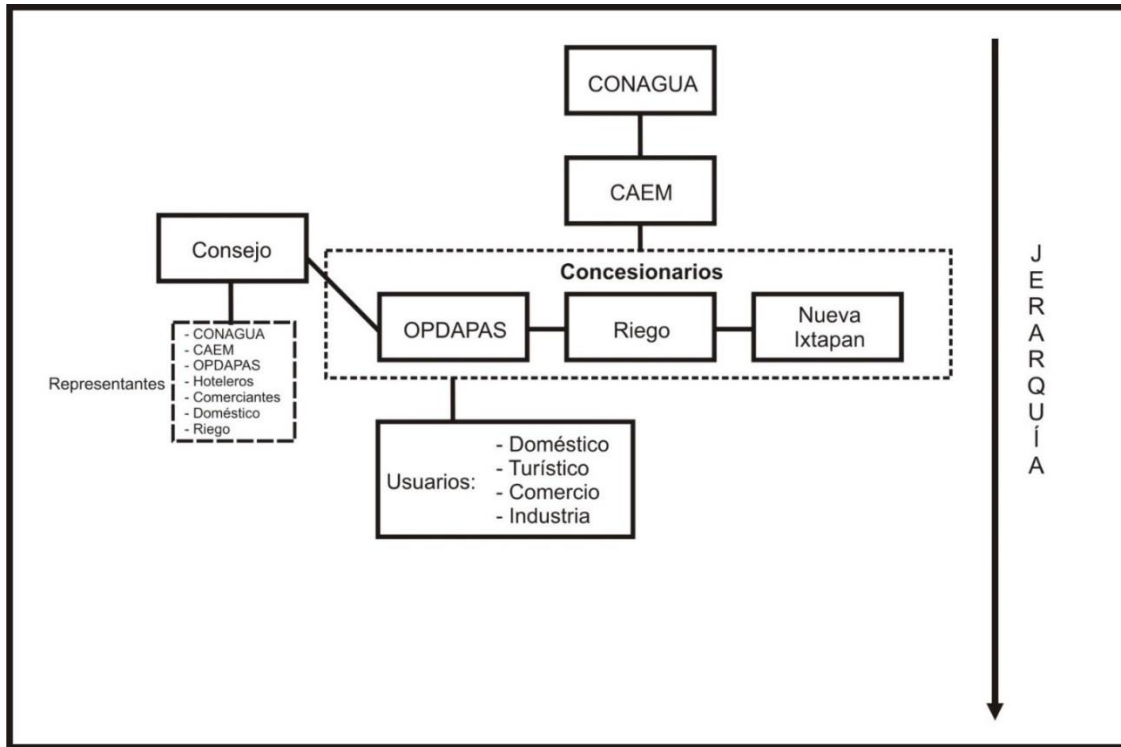 CONAGUA
CAEM
Consejo
Concesionarios
OPDAPAS
Riego
Nueva
Ixtapan
Representantes
- CONAGUA
- CAEM
- OPDAPAS
- Hoteleros
- Comerciantes
- Doméstico
- Riego
Usuarios:
- Doméstico
- Turístico
- Comercio
- Industria
J
E
R
A
R
Q
U
Í
A